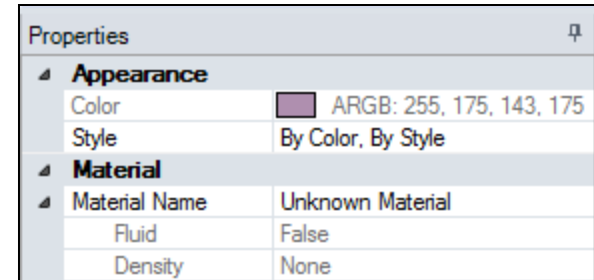 Properties
Appearance
Color ARGB: 255, 175, 143, 175
Style By Color, By Style
Material
Material Name Unknown Material
Fluid False
Density None